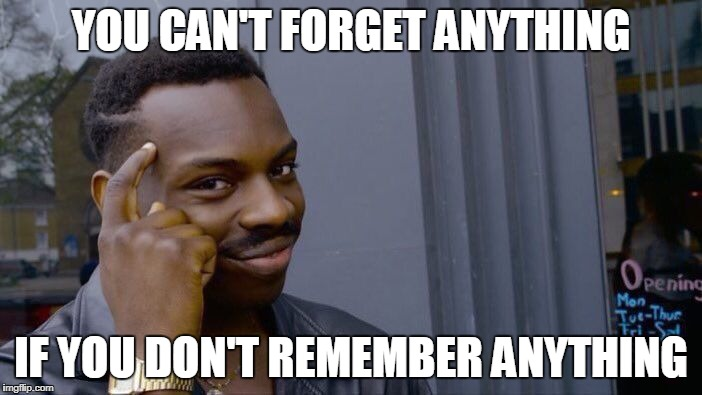 YOU CAN'T FORGET ANYTHING
Opening
Mon
Tue-Thur
Fri-Sat
IF YOU DON'T REMEMBER ANYTHING
imgflip.com